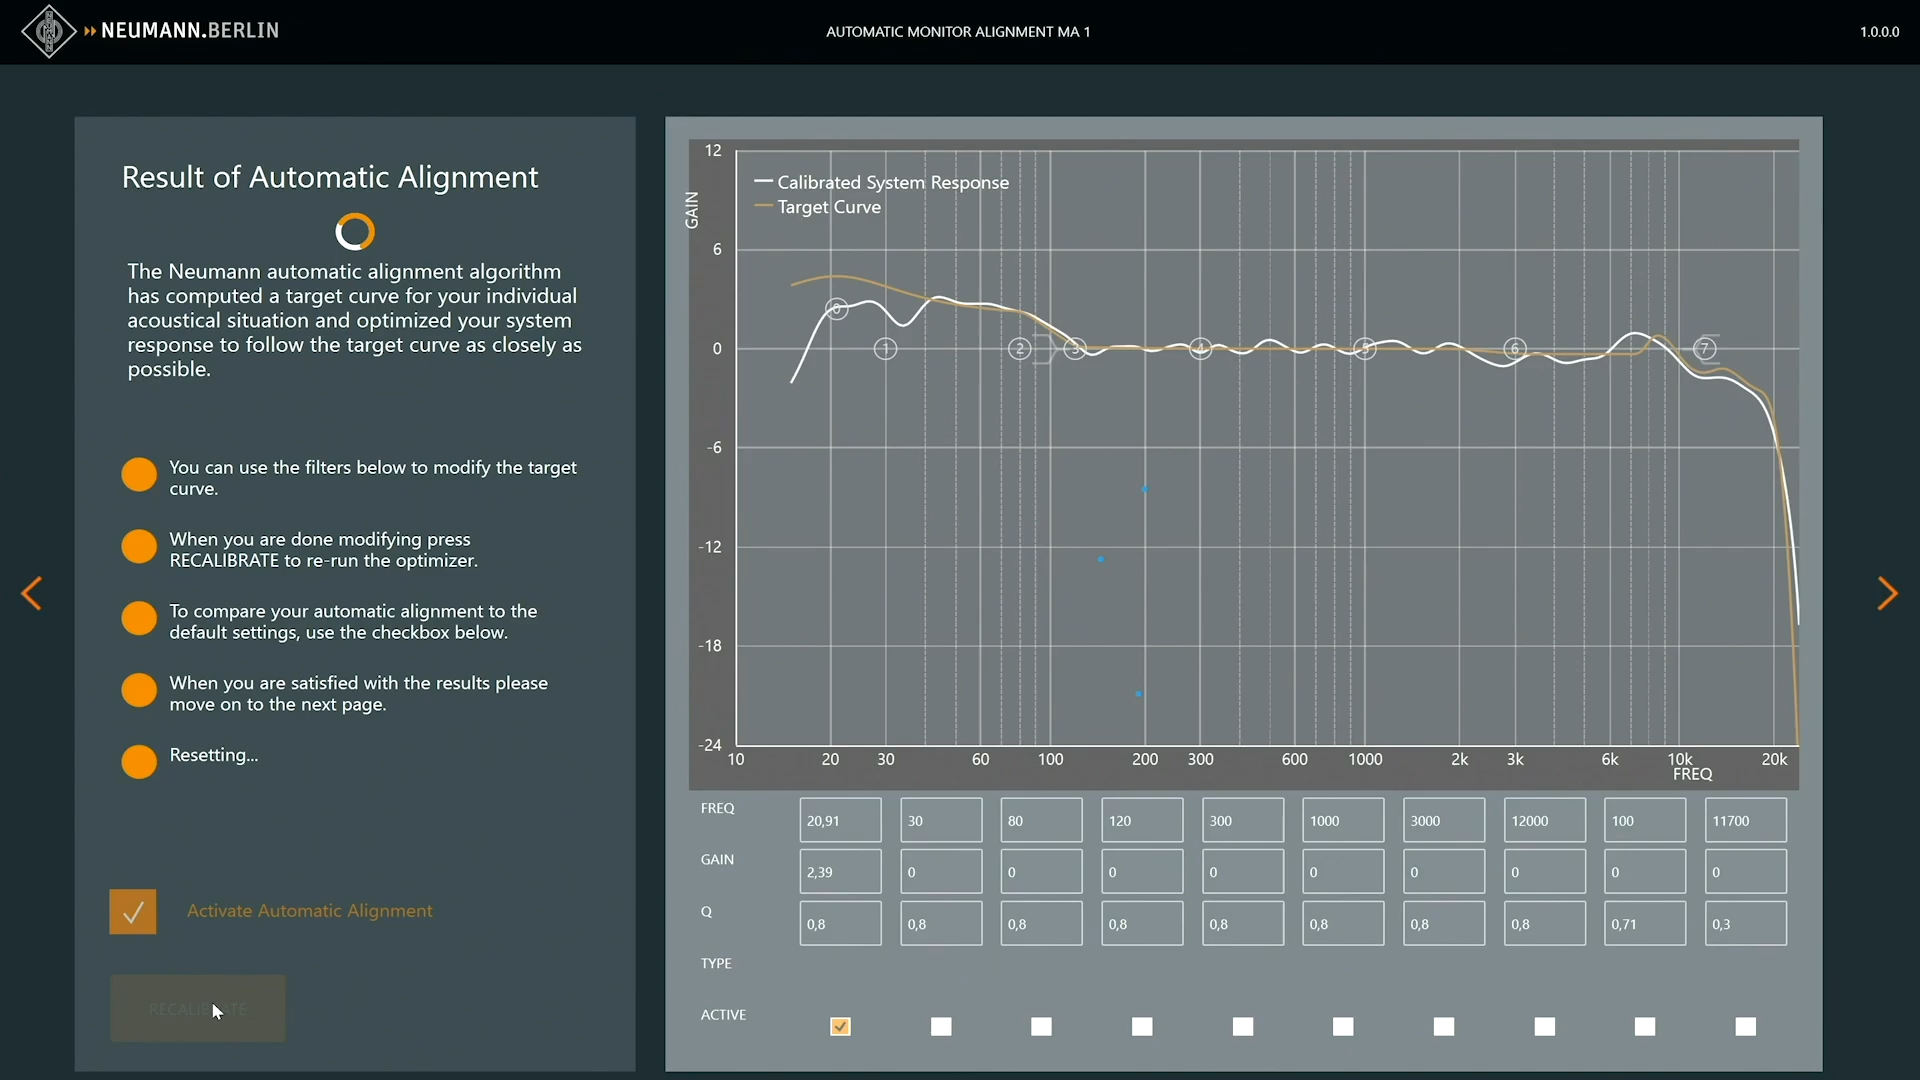 NEUMANN.BERLIN
AUTOMATIC MONITOR ALIGNMENT MA 1
1.0.0.0
Result of Automatic Alignment
The Neumann automatic alignment algorithm
has computed a target curve for your individual
acoustical situation and optimized your system
response to follow the target curve as closely as
possible.
You can use the filters below to modify the target
curve.
When you are done modifying press
RECALIBRATE to re-run the optimizer.
To compare your automatic alignment to the
default settings, use the checkbox below.
When you are satisfied with the results please
move on to the next page.
Resetting...
Activate Automatic Alignment
RECALIBRATE
GAIN
Calibrated System Response
Target Curve
12
6
0
-6
-12
-18
-24
0 1 2 3 4 5 6 7
10 20 30 60 100 200 300 600 1000 2k 3k 6k 10k 20k
FREQ
FREQ 20,91 30 80 120 300 1000 3000 12000 100 11700
GAIN 2,39 0 0 0 0 0 0 0 0 0
Q 0,8 0,8 0,8 0,8 0,8 0,8 0,8 0,8 0,71 0,3
TYPE
ACTIVE